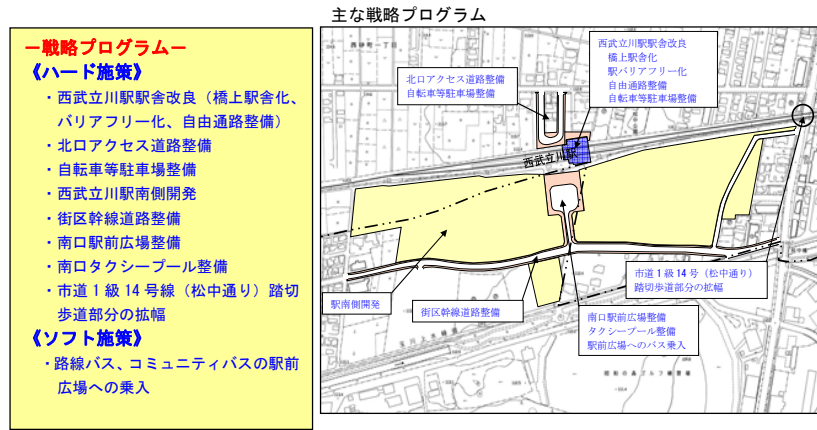 主な戦略プログラム
－戦略プログラム－
《ハード施策》
・西武立川駅駅舎改良（橋上駅舎化、
バリアフリー化、自由通路整備）
・北口アクセス道路整備
・自転車等駐車場整備
・西武立川駅南側開発
・街区幹線道路整備
・南口駅前広場整備
・南口タクシープール整備
・市道１級14号線（松中通り）踏切
歩道部分の拡幅
《ソフト施策》
・路線バス、コミュニティバスの駅前
広場への乗入
西砂町一丁目
北口アクセス道路整備
自転車等駐車場整備
西武立川駅駅舎改良
橋上駅舎化
駅バリアフリー化
自由通路整備
自転車等駐車場整備
西武立川駅
駅南側開発
街区幹線道路整備
市道１級14号（松中通り）
踏切歩道部分の拡幅
南口駅前広場整備
タクシープール整備
駅前広場へのバス乗入